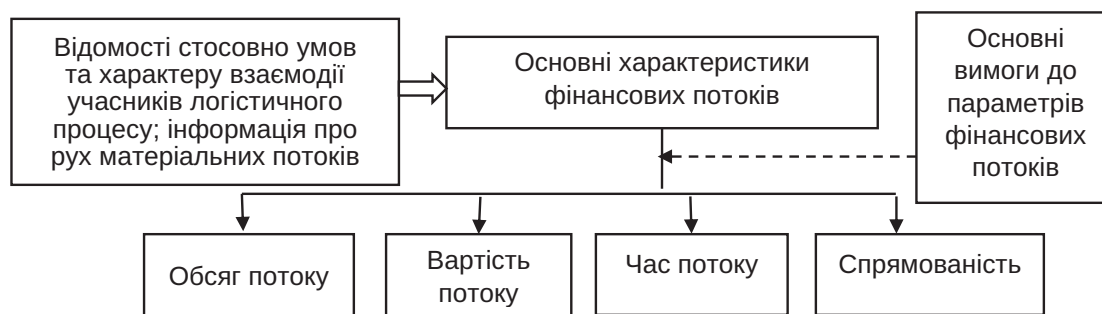 Відомості стосовно умов
та характеру взаємодії
учасників логістичного
процесу; інформація про
рух матеріальних потоків
Основні характеристики
фінансових потоків
Основні
вимоги до
параметрів
фінансових
потоків
Обсяг потоку
Вартість
потоку
Час потоку
Спрямованість